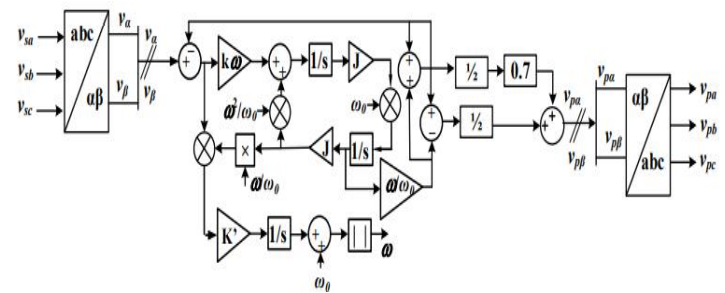 abc
αβ
v_sa
v_sb
v_sc
v_α
v_β
v_α
v_β
+
−
kω
+
+
1/s
J
ω²/ω₀
ω₀
×
ω/ω₀
J
1/s
ω/ω₀
K'
1/s
+
+
ω₀
| |
ω
+
+
+
−
½
0.7
½
+
+
v_pα
v_pβ
v_pα
v_pβ
αβ
abc
v_pa
v_pb
v_pc